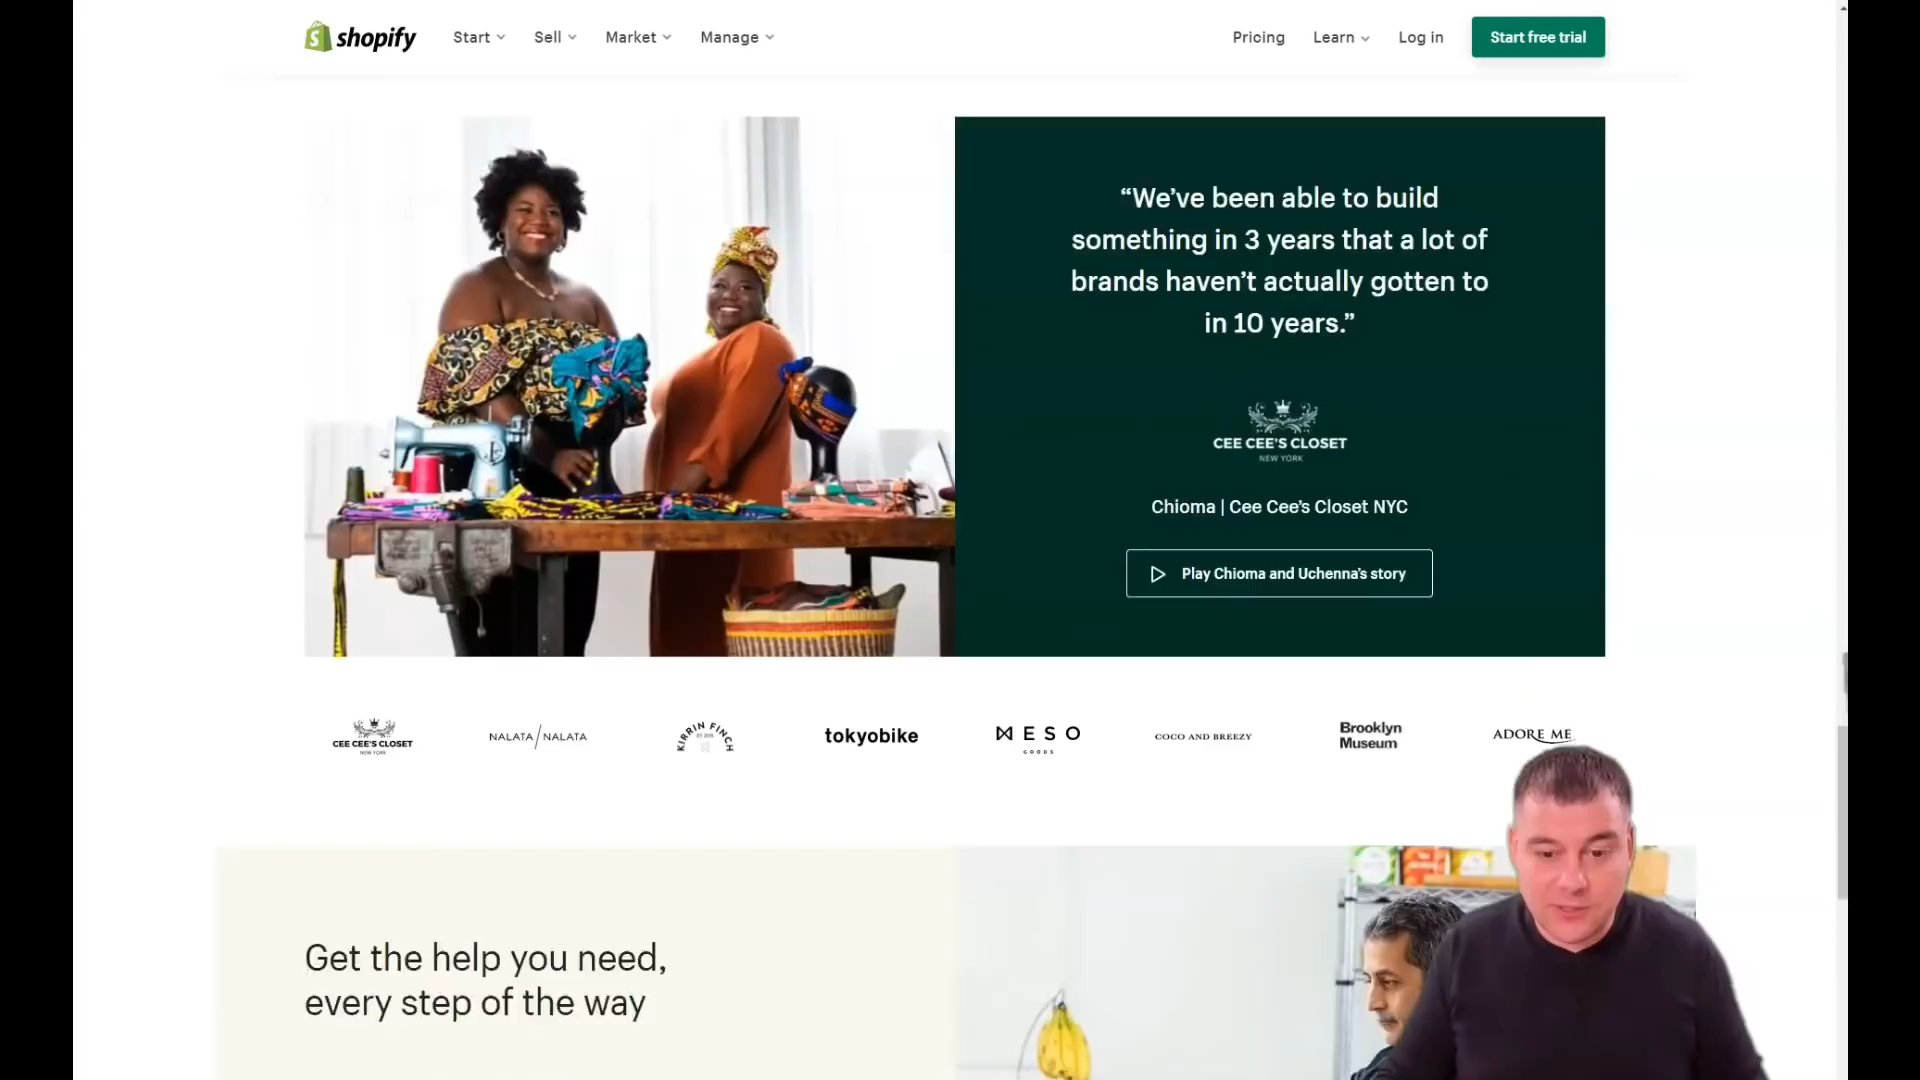 shopify
Start
Sell
Market
Manage
Pricing
Learn
Log in
Start free trial
“We’ve been able to build
something in 3 years that a lot of
brands haven’t actually gotten to
in 10 years.”
CEE CEE'S CLOSET
NEW YORK
Chioma | Cee Cee’s Closet NYC
Play Chioma and Uchenna’s story
CEE CEE'S CLOSET
NEW YORK
NALATA/NALATA
KIRRIN FINCH
tokyobike
MESO
GOODS
COCO AND BREEZY
Brooklyn
Museum
ADORE ME
Get the help you need,
every step of the way